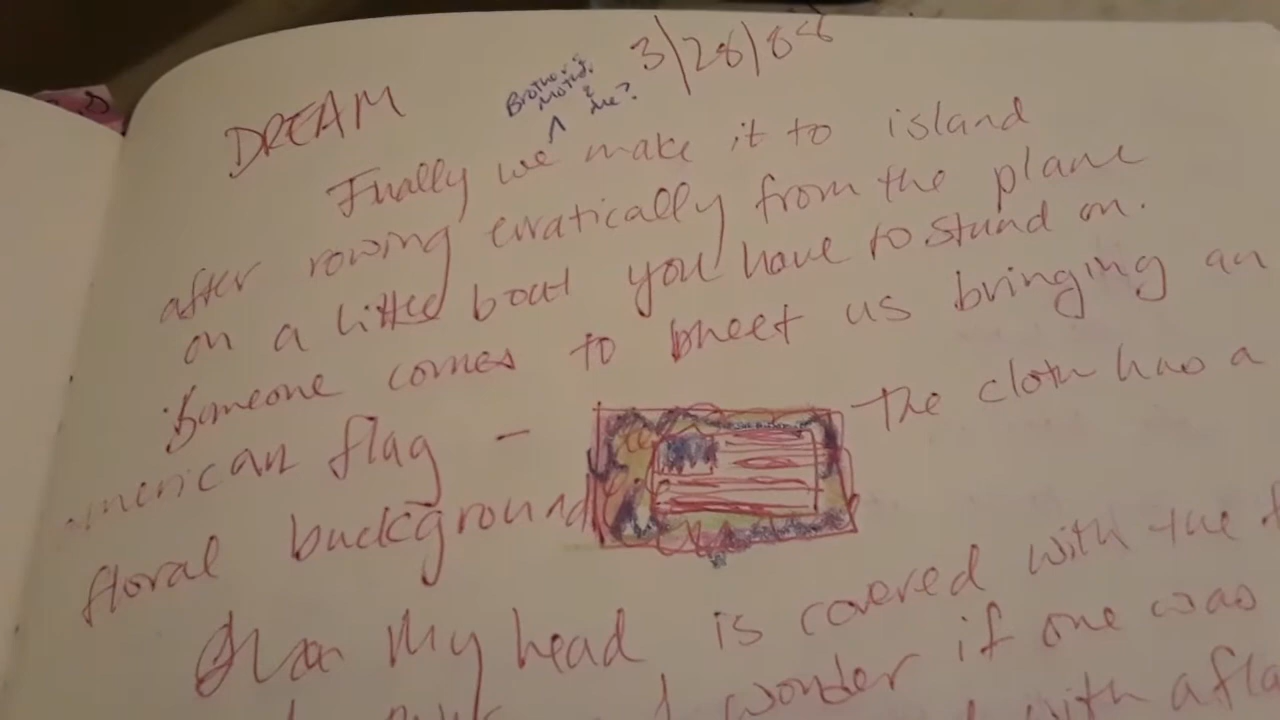 DREAM 3/28/88
Brother, Mother, & me?
Finally we make it to island
after rowing erratically from the plane
on a little boat you have to stand on.
Someone comes to meet us bringing an
american flag - The cloth has a
floral background
My head is covered with the
wonder if one was
with a fla